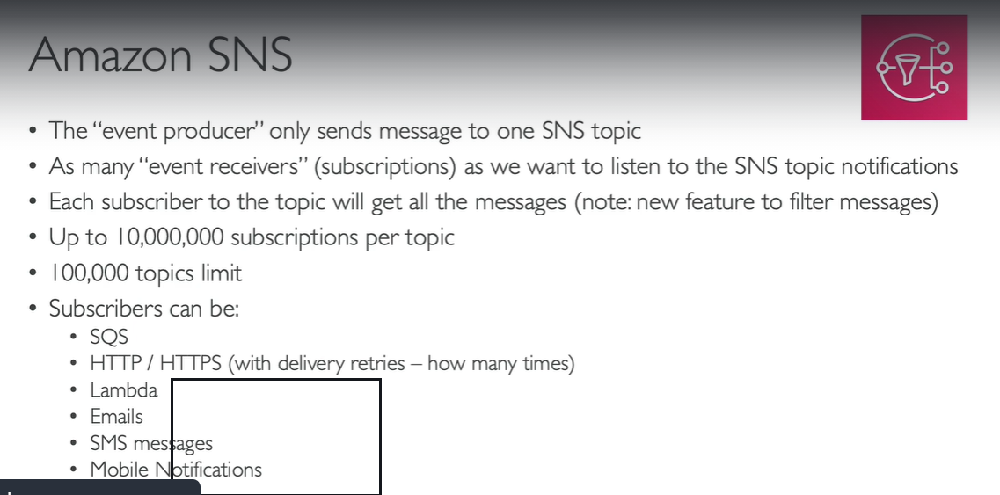 Amazon SNS
• The “event producer” only sends message to one SNS topic
• As many “event receivers” (subscriptions) as we want to listen to the SNS topic notifications
• Each subscriber to the topic will get all the messages (note: new feature to filter messages)
• Up to 10,000,000 subscriptions per topic
• 100,000 topics limit
• Subscribers can be:
• SQS
• HTTP / HTTPS (with delivery retries – how many times)
• Lambda
• Emails
• SMS messages
• Mobile Notifications